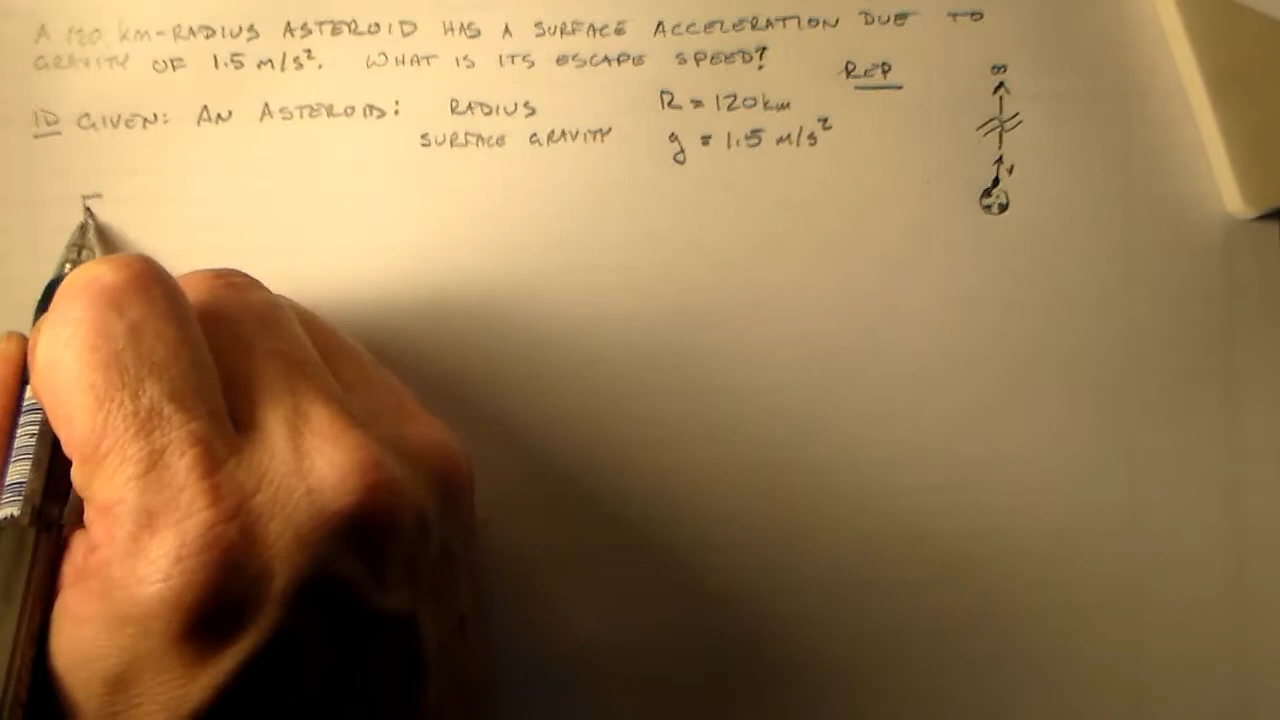 A 120 km-RADIUS ASTEROID HAS A SURFACE ACCELERATION DUE TO
GRAVITY OF 1.5 M/S². WHAT IS ITS ESCAPE SPEED?
REP
ID GIVEN: AN ASTEROID: RADIUS R = 120 km
SURFACE GRAVITY g = 1.5 M/S²
∞
v